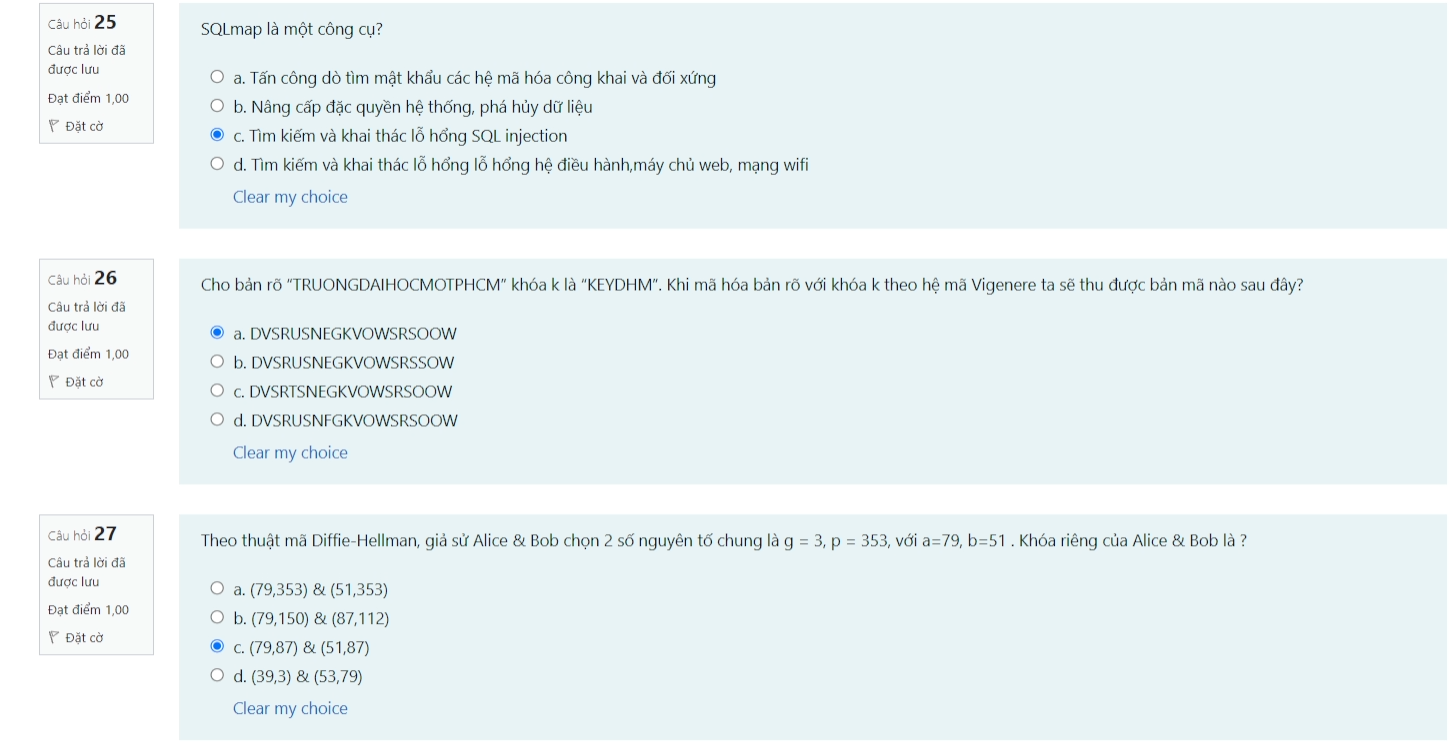 Câu hỏi 25
Câu trả lời đã
được lưu
Đạt điểm 1,00
Đặt cờ
SQLmap là một công cụ?
a. Tấn công dò tìm mật khẩu các hệ mã hóa công khai và đối xứng
b. Nâng cấp đặc quyền hệ thống, phá hủy dữ liệu
c. Tìm kiếm và khai thác lỗ hổng SQL injection
d. Tìm kiếm và khai thác lỗ hổng lỗ hổng hệ điều hành,máy chủ web, mạng wifi
Clear my choice
Câu hỏi 26
Câu trả lời đã
được lưu
Đạt điểm 1,00
Đặt cờ
Cho bản rõ “TRUONGDAIHOCMOTPHCM” khóa k là “KEYDHM”. Khi mã hóa bản rõ với khóa k theo hệ mã Vigenere ta sẽ thu được bản mã nào sau đây?
a. DVSRUSNEGKVOWSRSOOW
b. DVSRUSNEGKVOWSRSSOW
c. DVSRTSNEGKVOWSRSOOW
d. DVSRUSNFGKVOWSRSOOW
Clear my choice
Câu hỏi 27
Câu trả lời đã
được lưu
Đạt điểm 1,00
Đặt cờ
Theo thuật mã Diffie-Hellman, giả sử Alice & Bob chọn 2 số nguyên tố chung là g = 3, p = 353, với a=79, b=51 . Khóa riêng của Alice & Bob là ?
a. (79,353) & (51,353)
b. (79,150) & (87,112)
c. (79,87) & (51,87)
d. (39,3) & (53,79)
Clear my choice